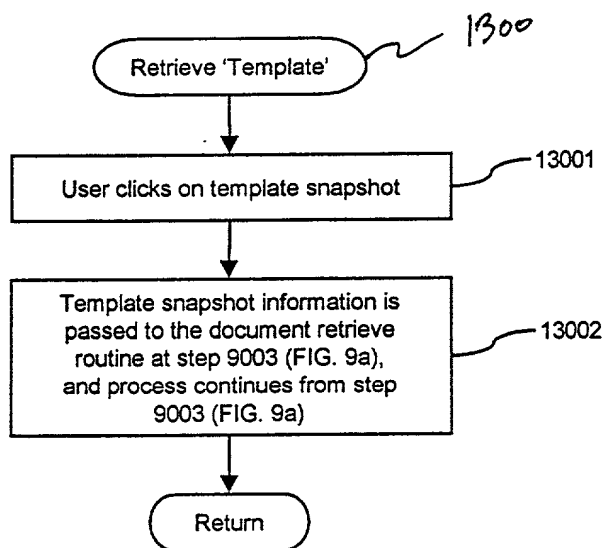 1300
Retrieve 'Template'
User clicks on template snapshot
13001
Template snapshot information is
passed to the document retrieve
routine at step 9003 (FIG. 9a),
and process continues from step
9003 (FIG. 9a)
13002
Return